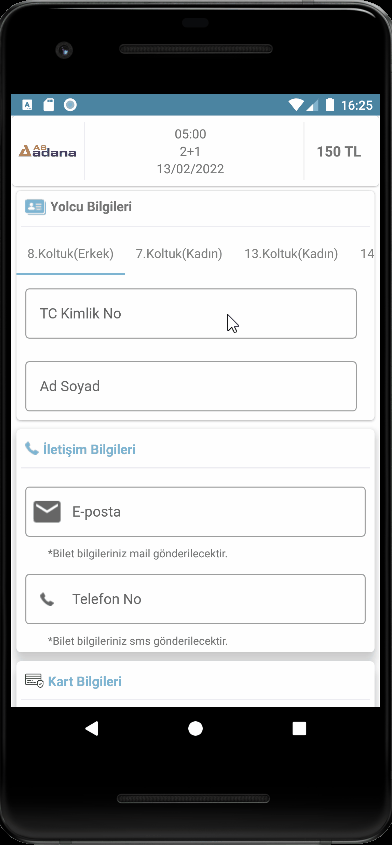 16:25
AB
adana
05:00
2+1
13/02/2022
150 TL
Yolcu Bilgileri
8.Koltuk(Erkek) 7.Koltuk(Kadın) 13.Koltuk(Kadın) 14
TC Kimlik No
Ad Soyad
İletişim Bilgileri
E-posta
*Bilet bilgileriniz mail gönderilecektir.
Telefon No
*Bilet bilgileriniz sms gönderilecektir.
Kart Bilgileri